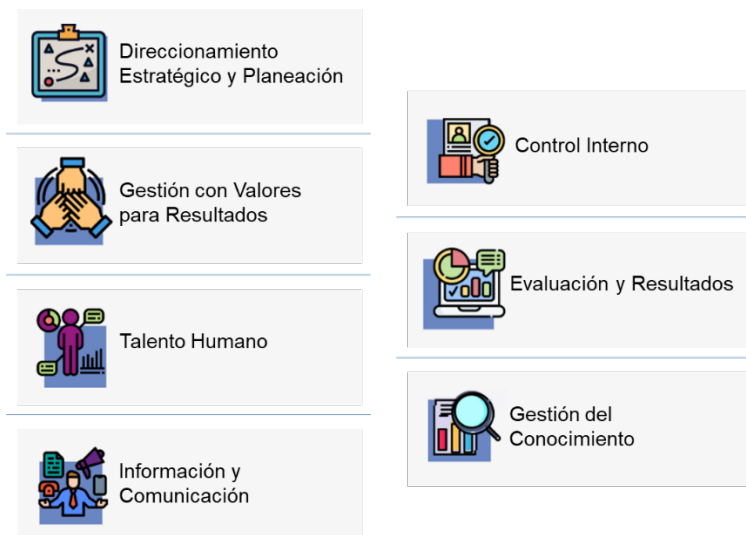 Direccionamiento
Estratégico y Planeación
Gestión con Valores
para Resultados
Talento Humano
Información y
Comunicación
Control Interno
Evaluación y Resultados
Gestión del
Conocimiento